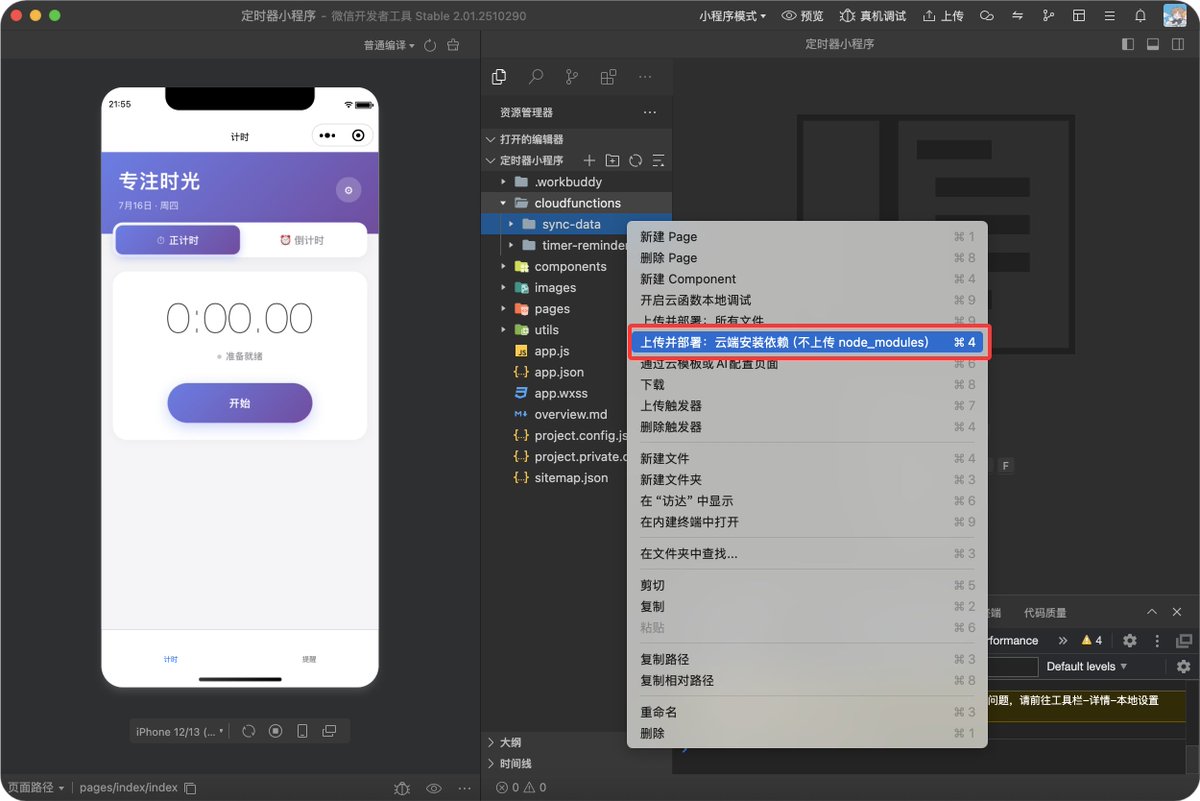 定时器小程序 - 微信开发者工具 Stable 2.01.2510290
小程序模式
预览
真机调试
上传
普通编译
定时器小程序
21:55
计时
专注时光
7月16日 · 周四
正计时
倒计时
0:00.00
准备就绪
开始
计时
提醒
iPhone 12/13 (...
页面路径
pages/index/index
资源管理器
打开的编辑器
定时器小程序
.workbuddy
cloudfunctions
sync-data
timer-reminder
components
images
pages
utils
app.js
app.json
app.wxss
overview.md
project.config.js
project.private.c
sitemap.json
大纲
时间线
0
0
新建 Page ⌘ 1
删除 Page ⌘ 8
新建 Component ⌘ 4
开启云函数本地调试 ⌘ 9
上传并部署：所有文件 ⌘ 9
上传并部署：云端安装依赖 (不上传 node_modules) ⌘ 4
通过云模板或 AI 配置页面 ⌘ 6
下载 ⌘ 8
上传触发器 ⌘ 7
删除触发器 ⌘ 4
新建文件 ⌘ 4
新建文件夹 ⌘ 3
在 “访达” 中显示 ⌘ 6
在内建终端中打开 ⌘ 9
在文件夹中查找... ⌘ 3
剪切 ⌘ 5
复制 ⌘ 2
粘贴 ⌘ 6
复制路径 ⌘ 3
复制相对路径 ⌘ 8
重命名 ⌘ 3
删除 ⌘ 1
F
端
代码质量
rformance
4
Default levels
问题，请前往工具栏-详情-本地设置